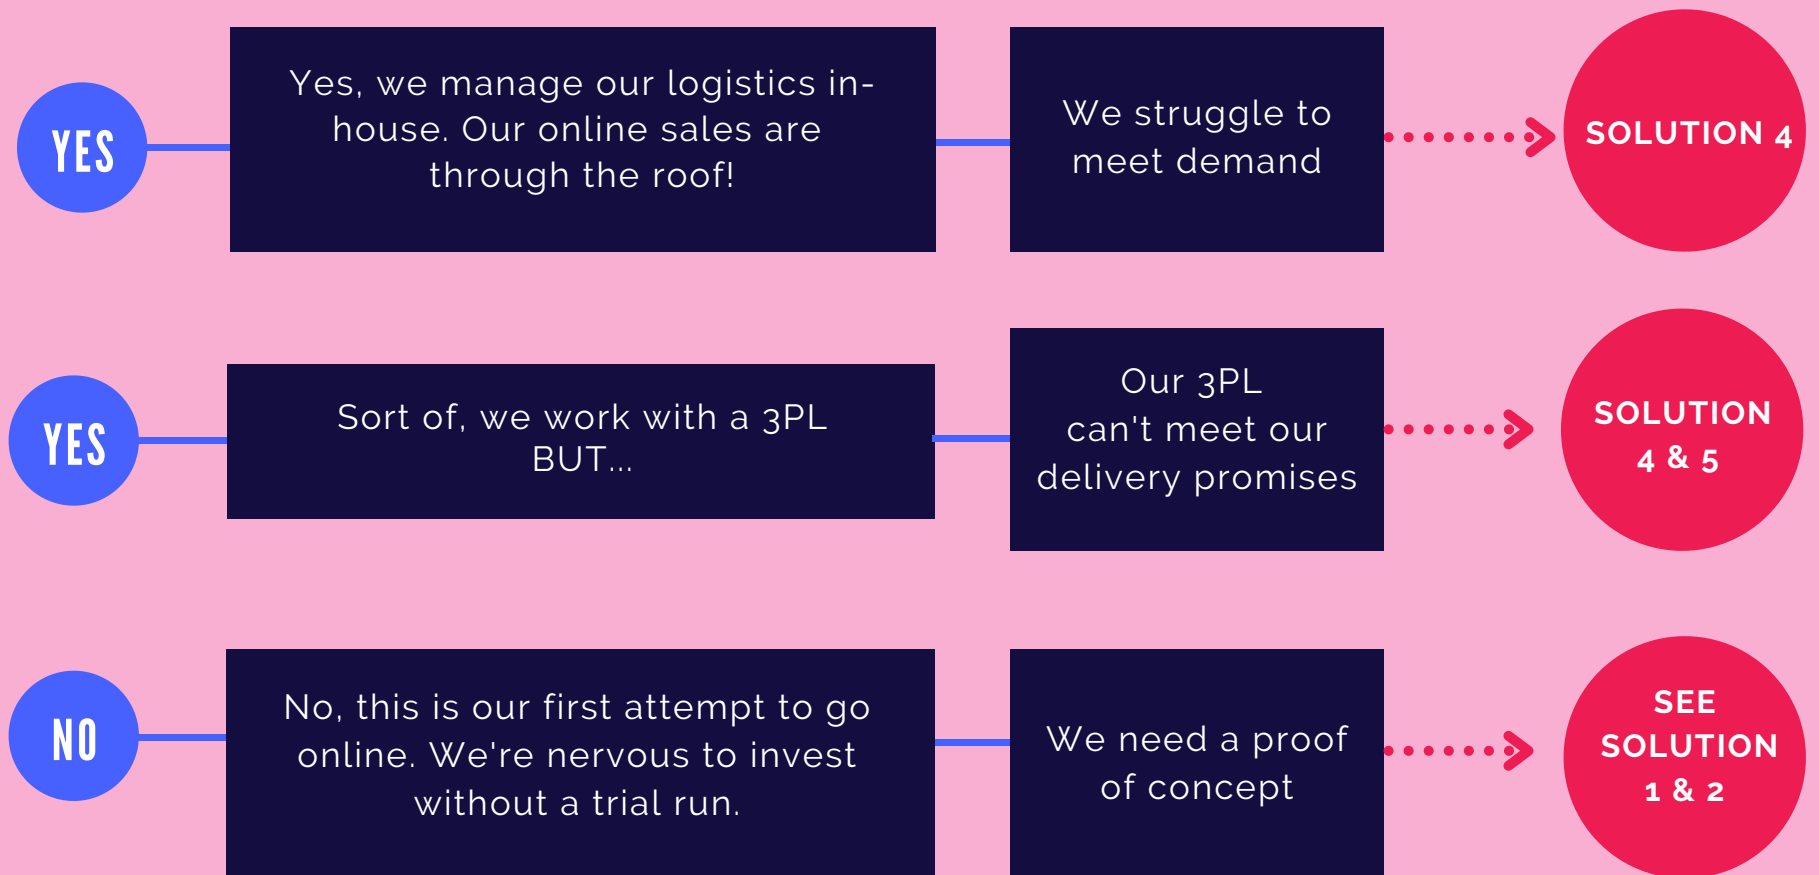 YES
Yes, we manage our logistics in-
house. Our online sales are
through the roof!
We struggle to
meet demand
SOLUTION 4
YES
Sort of, we work with a 3PL
BUT...
Our 3PL
can't meet our
delivery promises
SOLUTION
4 & 5
NO
No, this is our first attempt to go
online. We're nervous to invest
without a trial run.
We need a proof
of concept
SEE
SOLUTION
1 & 2